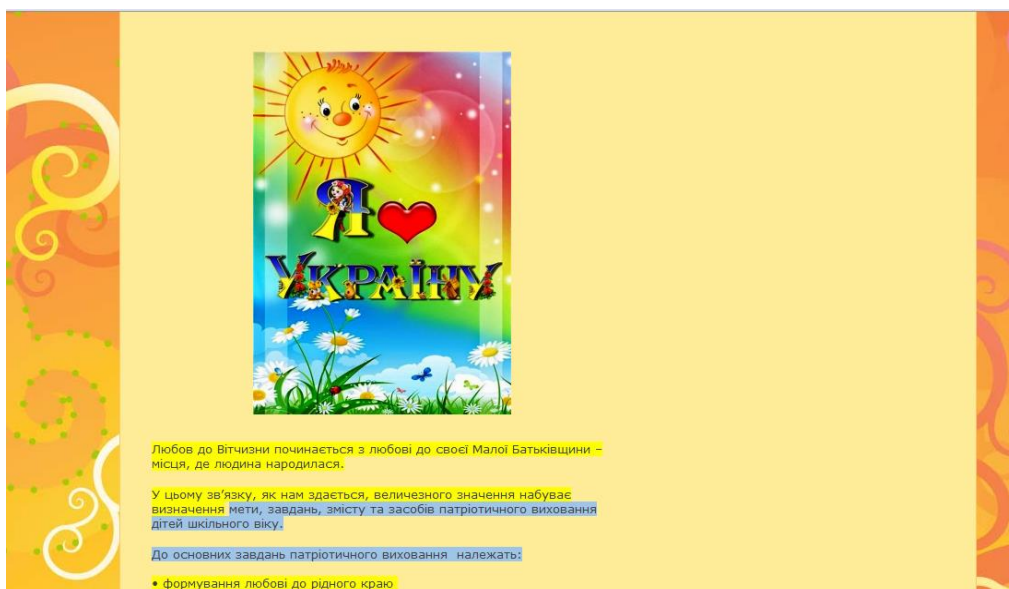 Я
УКРАЇНУ
Любов до Вітчизни починається з любові до своєї Малої Батьківщини –
місця, де людина народилася.
У цьому зв’язку, як нам здається, величезного значення набуває
визначення мети, завдань, змісту та засобів патріотичного виховання
дітей шкільного віку.
До основних завдань патріотичного виховання належать:
• формування любові до рідного краю